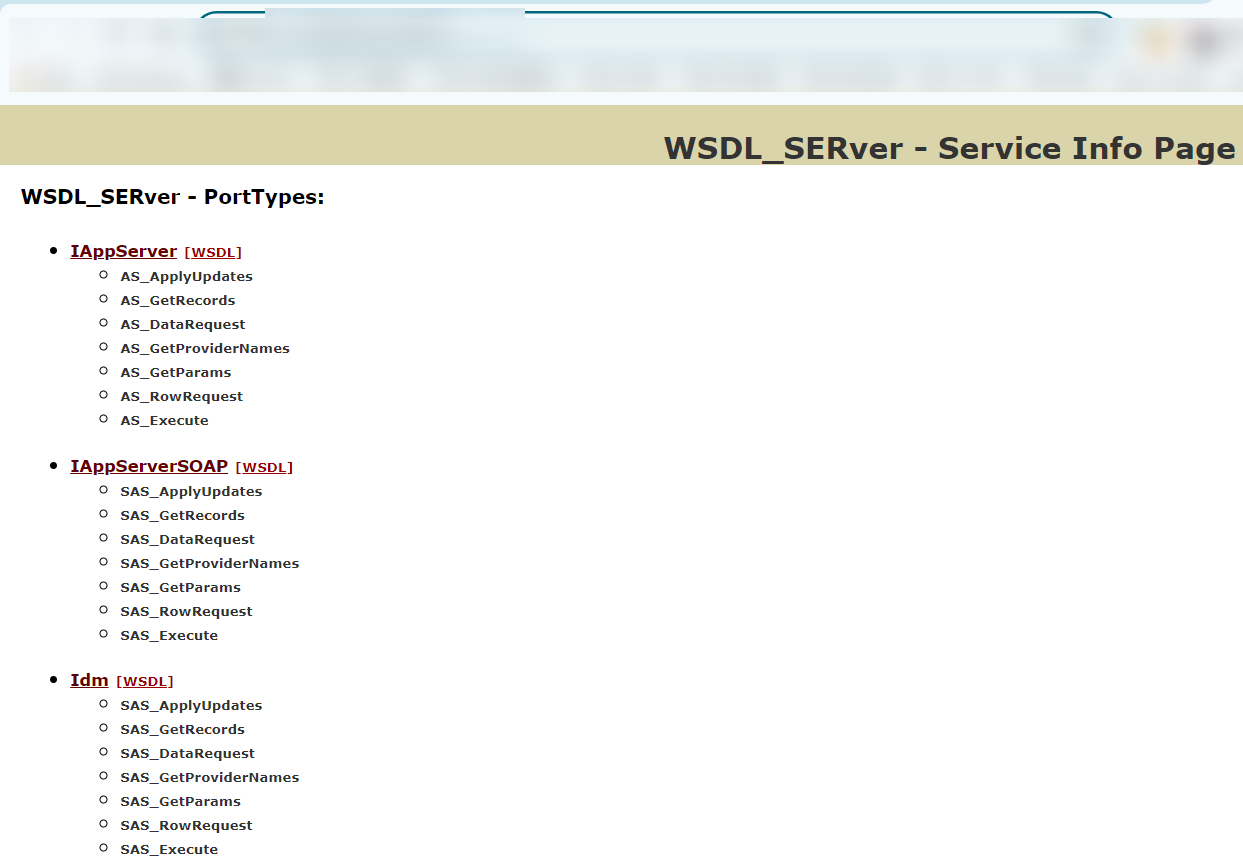 WSDL_SERver - Service Info Page
WSDL_SERver - PortTypes:
IAppServer [WSDL]
AS_ApplyUpdates
AS_GetRecords
AS_DataRequest
AS_GetProviderNames
AS_GetParams
AS_RowRequest
AS_Execute
IAppServerSOAP [WSDL]
SAS_ApplyUpdates
SAS_GetRecords
SAS_DataRequest
SAS_GetProviderNames
SAS_GetParams
SAS_RowRequest
SAS_Execute
Idm [WSDL]
SAS_ApplyUpdates
SAS_GetRecords
SAS_DataRequest
SAS_GetProviderNames
SAS_GetParams
SAS_RowRequest
SAS_Execute